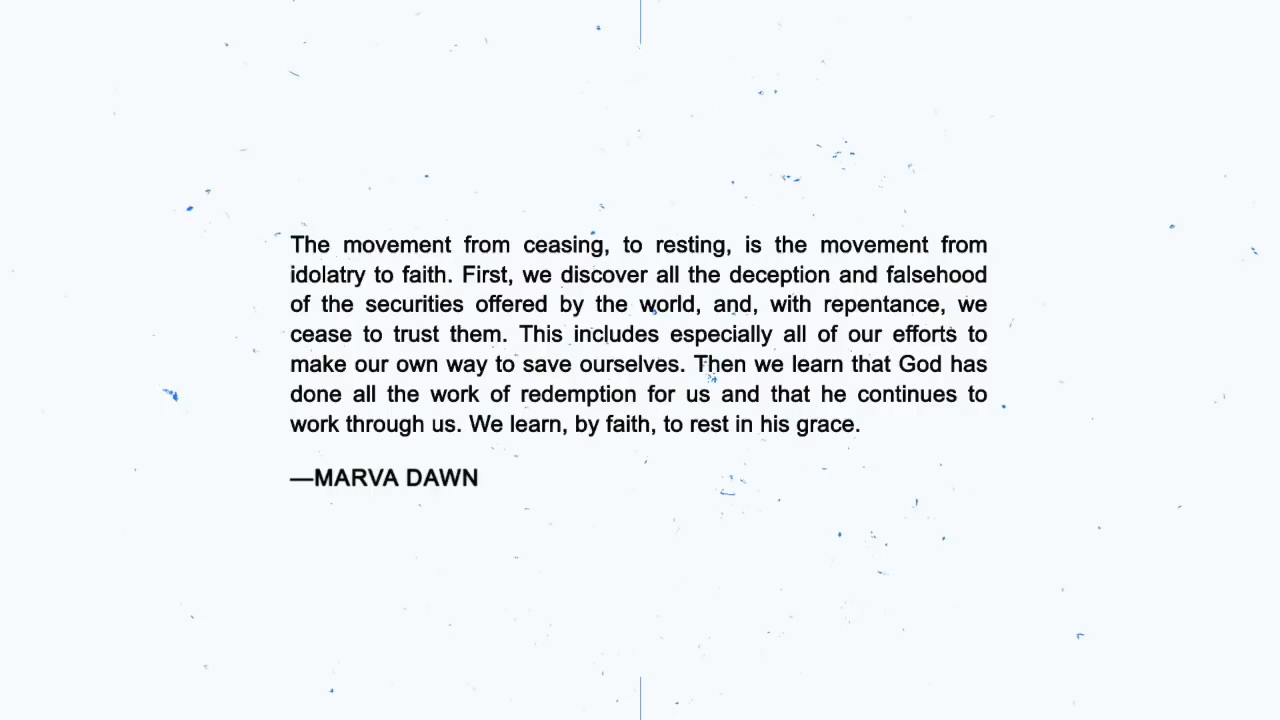 The movement from ceasing, to resting, is the movement from
idolatry to faith. First, we discover all the deception and falsehood
of the securities offered by the world, and, with repentance, we
cease to trust them. This includes especially all of our efforts to
make our own way to save ourselves. Then we learn that God has
done all the work of redemption for us and that he continues to
work through us. We learn, by faith, to rest in his grace.
—MARVA DAWN